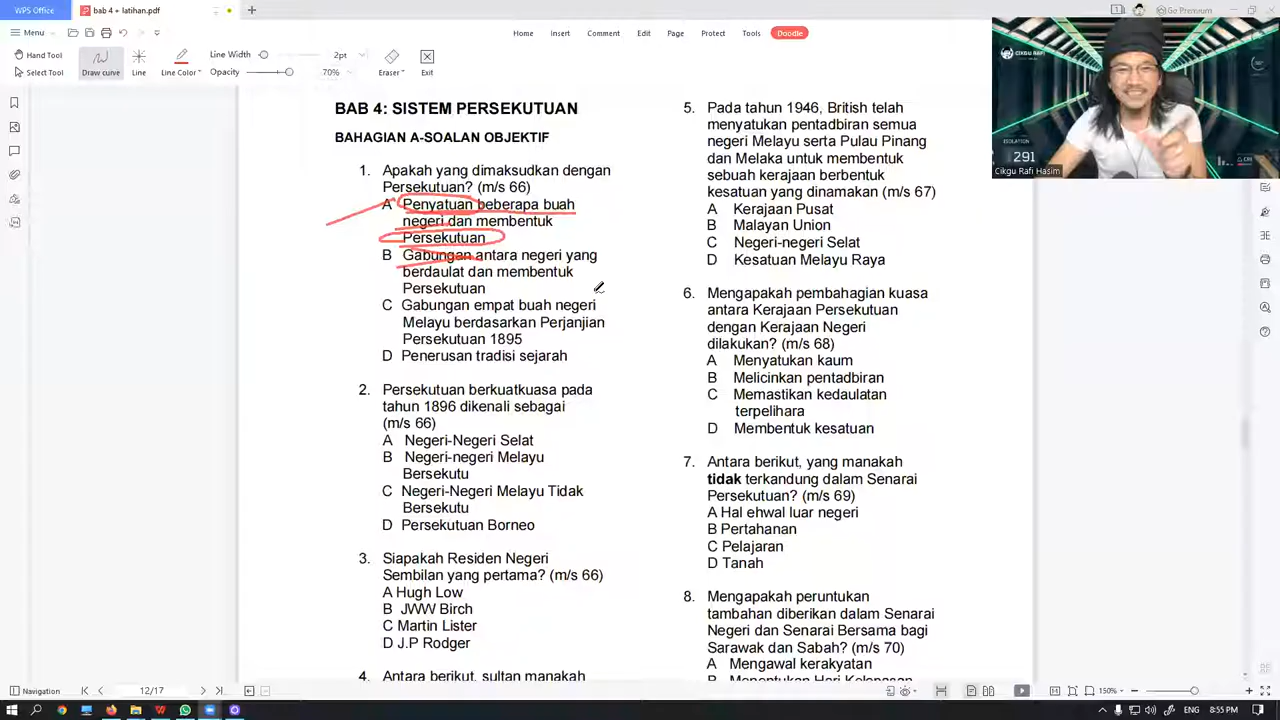 WPS Office
bab 4 + latihan.pdf
Go Premium
Menu
Home
Insert
Comment
Edit
Page
Protect
Tools
Doodle
Hand Tool
Select Tool
Draw curve
Line
Line Color
Line Width
2pt
Opacity
70%
Eraser
Exit
CIKGU RAFI
ISOLATION
291
Cikgu Rafi Hasim
BAB 4: SISTEM PERSEKUTUAN
BAHAGIAN A-SOALAN OBJEKTIF
1. Apakah yang dimaksudkan dengan
Persekutuan? (m/s 66)
A Penyatuan beberapa buah
negeri dan membentuk
Persekutuan
B Gabungan antara negeri yang
berdaulat dan membentuk
Persekutuan
C Gabungan empat buah negeri
Melayu berdasarkan Perjanjian
Persekutuan 1895
D Penerusan tradisi sejarah
2. Persekutuan berkuatkuasa pada
tahun 1896 dikenali sebagai
(m/s 66)
A Negeri-Negeri Selat
B Negeri-negeri Melayu
Bersekutu
C Negeri-Negeri Melayu Tidak
Bersekutu
D Persekutuan Borneo
3. Siapakah Residen Negeri
Sembilan yang pertama? (m/s 66)
A Hugh Low
B JWW Birch
C Martin Lister
D J.P Rodger
4. Antara berikut, sultan manakah
5. Pada tahun 1946, British telah
menyatukan pentadbiran semua
negeri Melayu serta Pulau Pinang
dan Melaka untuk membentuk
sebuah kerajaan berbentuk
kesatuan yang dinamakan (m/s 67)
A Kerajaan Pusat
B Malayan Union
C Negeri-negeri Selat
D Kesatuan Melayu Raya
6. Mengapakah pembahagian kuasa
antara Kerajaan Persekutuan
dengan Kerajaan Negeri
dilakukan? (m/s 68)
A Menyatukan kaum
B Melicinkan pentadbiran
C Memastikan kedaulatan
terpelihara
D Membentuk kesatuan
7. Antara berikut, yang manakah
tidak terkandung dalam Senarai
Persekutuan? (m/s 69)
A Hal ehwal luar negeri
B Pertahanan
C Pelajaran
D Tanah
8. Mengapakah peruntukan
tambahan diberikan dalam Senarai
Negeri dan Senarai Bersama bagi
Sarawak dan Sabah? (m/s 70)
A Mengawal kerakyatan
B Menentukan Hari Kelepasan
Navigation
12/17
150%
ENG
8:55 PM